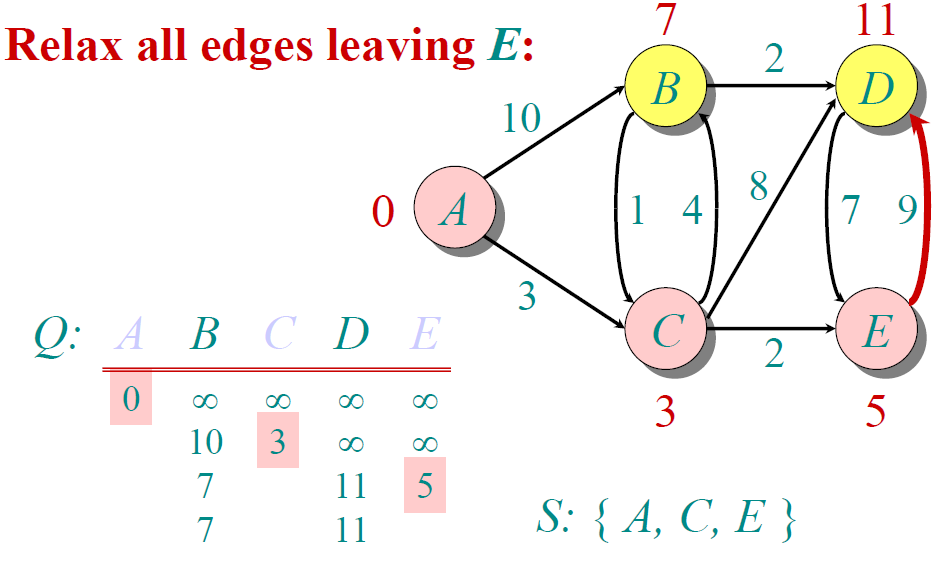 Relax all edges leaving E:
7
11
B
2
D
10
0
A
1
4
8
7
9
3
C
2
E
3
5
Q: A B C D E
0 ∞ ∞ ∞ ∞
10 3 ∞ ∞
7 11 5
7 11
S: { A, C, E }